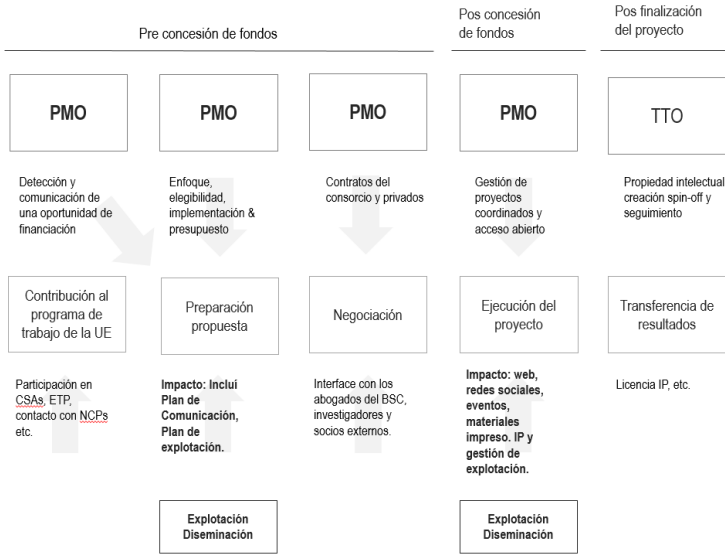 Pre concesión de fondos
Pos concesión
de fondos
Pos finalización
del proyecto
PMO
PMO
PMO
PMO
TTO
Detección y
comunicación de
una oportunidad de
financiación
Enfoque,
elegibilidad,
implementación &
presupuesto
Contratos del
consorcio y privados
Gestión de
proyectos
coordinados y
acceso abierto
Propiedad intelectual
creación spin-off y
seguimiento
Contribución al
programa de
trabajo de la UE
Preparación
propuesta
Negociación
Ejecución del
proyecto
Transferencia de
resultados
Participación en
CSAs, ETP,
contacto con NCPs
etc.
Impacto: Inclui
Plan de
Comunicación,
Plan de
explotación.
Interface con los
abogados del BSC,
investigadores y
socios externos.
Impacto: web,
redes sociales,
eventos,
materiales
impreso. IP y
gestión de
explotación.
Licencia IP, etc.
Explotación
Diseminación
Explotación
Diseminación